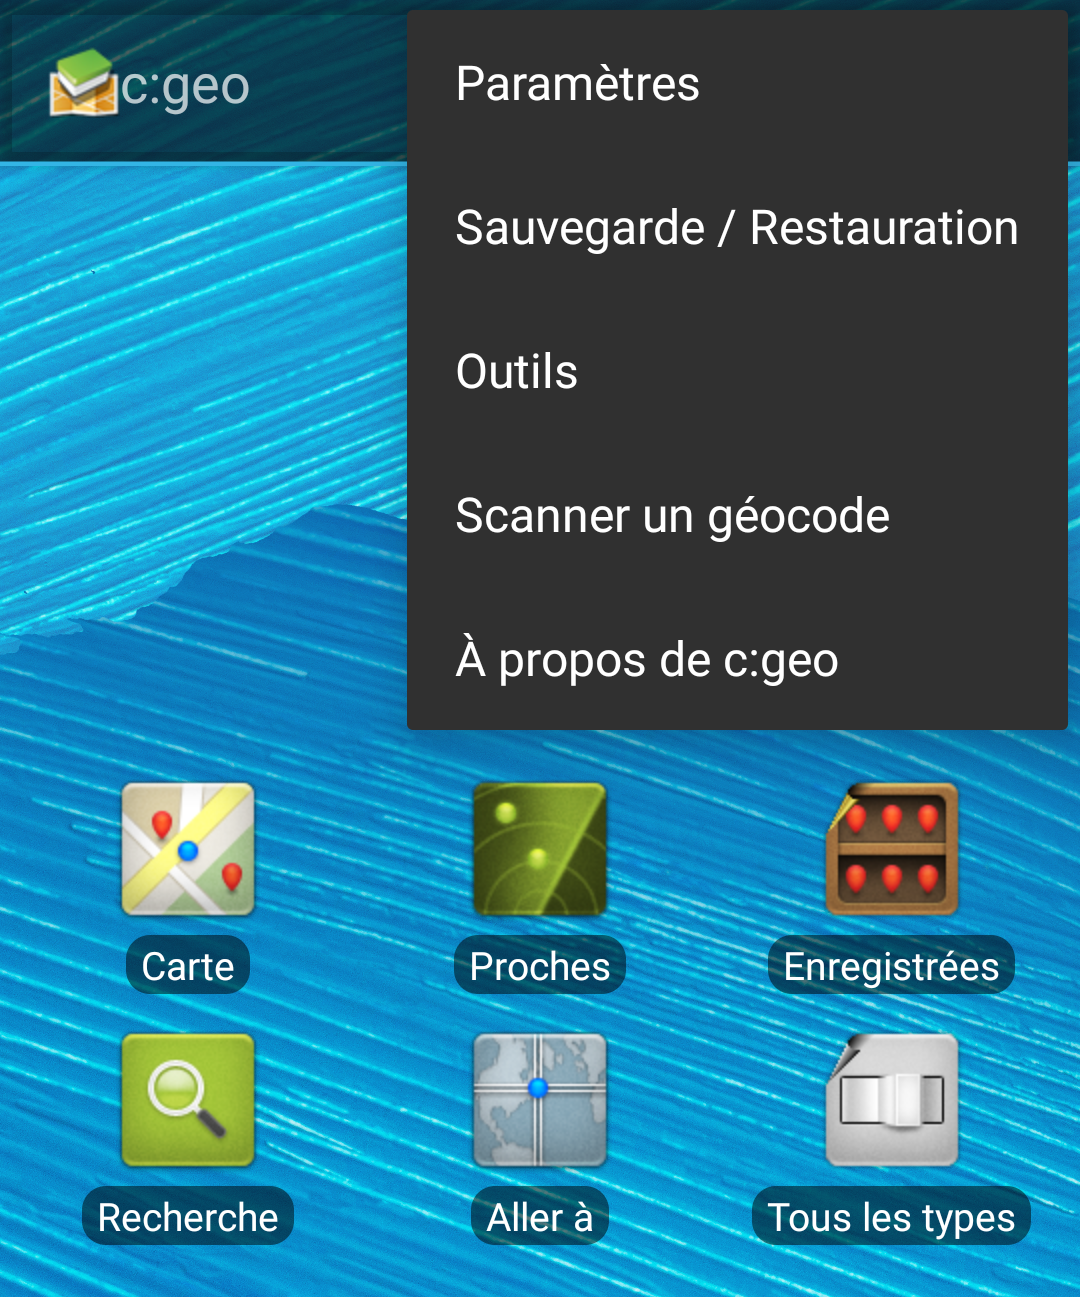 c:geo
Paramètres
Sauvegarde / Restauration
Outils
Scanner un géocode
À propos de c:geo
Carte
Proches
Enregistrées
Recherche
Aller à
Tous les types